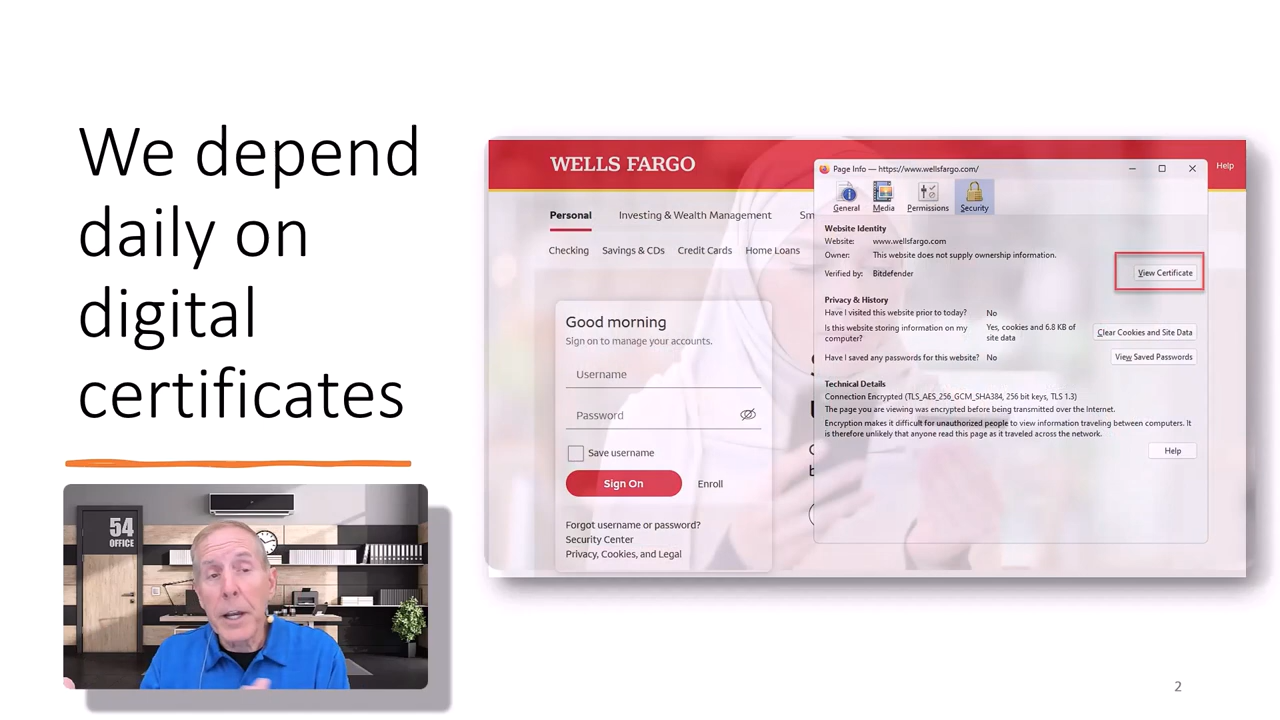 We depend
daily on
digital
certificates
54
OFFICE
WELLS FARGO
Help
Personal
Investing & Wealth Management
Sm
Checking
Savings & CDs
Credit Cards
Home Loans
Good morning
Sign on to manage your accounts.
Username
Password
Save username
Sign On
Enroll
Forgot username or password?
Security Center
Privacy, Cookies, and Legal
Page Info — https://www.wellsfargo.com/
General
Media
Permissions
Security
Website Identity
Website: www.wellsfargo.com
Owner: This website does not supply ownership information.
Verified by: Bitdefender
View Certificate
Privacy & History
Have I visited this website prior to today? No
Is this website storing information on my
computer?
Yes, cookies and 6.8 KB of
site data
Clear Cookies and Site Data
Have I saved any passwords for this website? No
View Saved Passwords
Technical Details
Connection Encrypted (TLS_AES_256_GCM_SHA384, 256 bit keys, TLS 1.3)
The page you are viewing was encrypted before being transmitted over the Internet.
Encryption makes it difficult for unauthorized people to view information traveling between computers. It
is therefore unlikely that anyone read this page as it traveled across the network.
Help
2